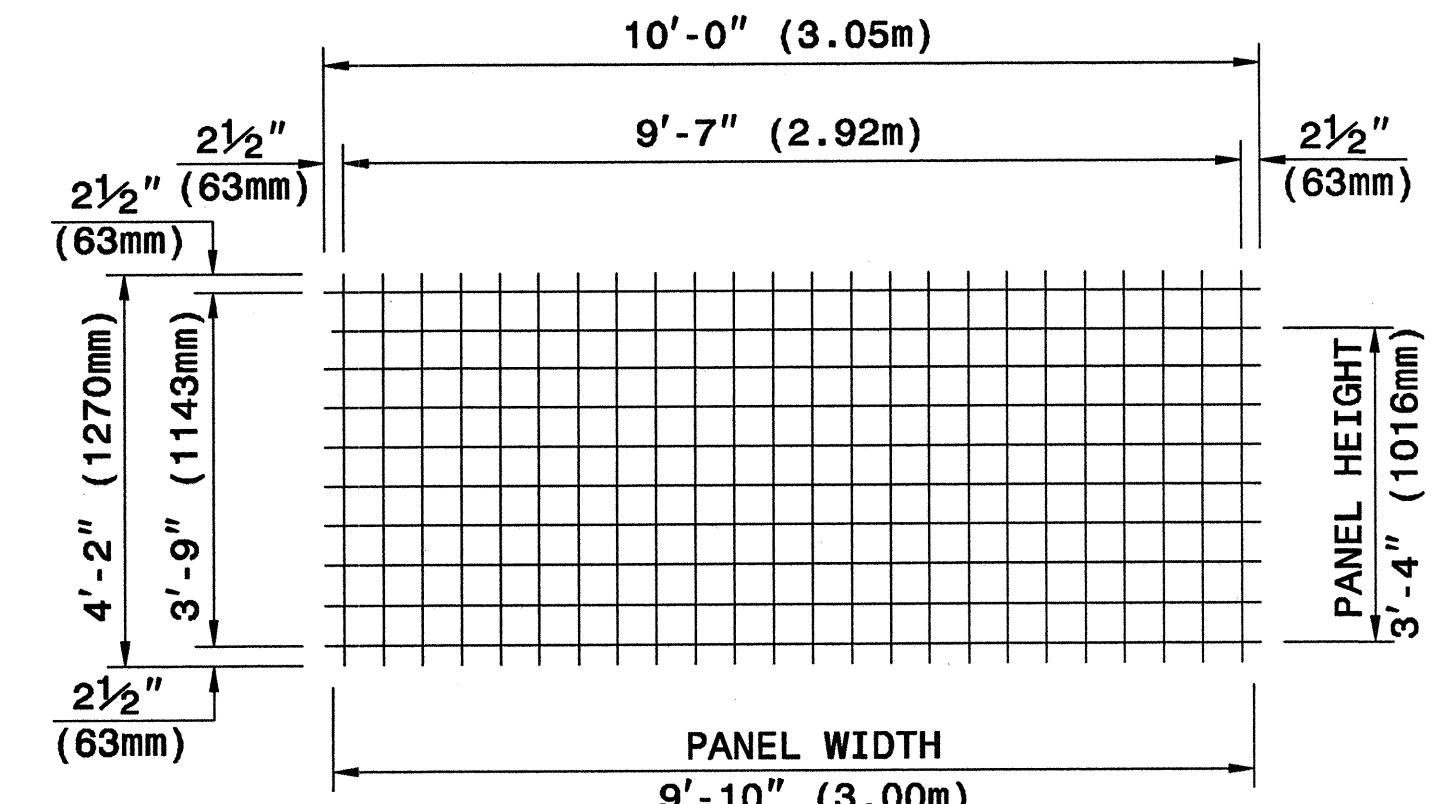 10'-0" (3.05m)
9'-7" (2.92m)
2½"
(63mm)
2½"
(63mm)
2½"
(63mm)
4'-2" (1270mm)
3'-9" (1143mm)
PANEL HEIGHT
3'-4" (1016mm)
2½"
(63mm)
PANEL WIDTH
9'-10" (3.00m)